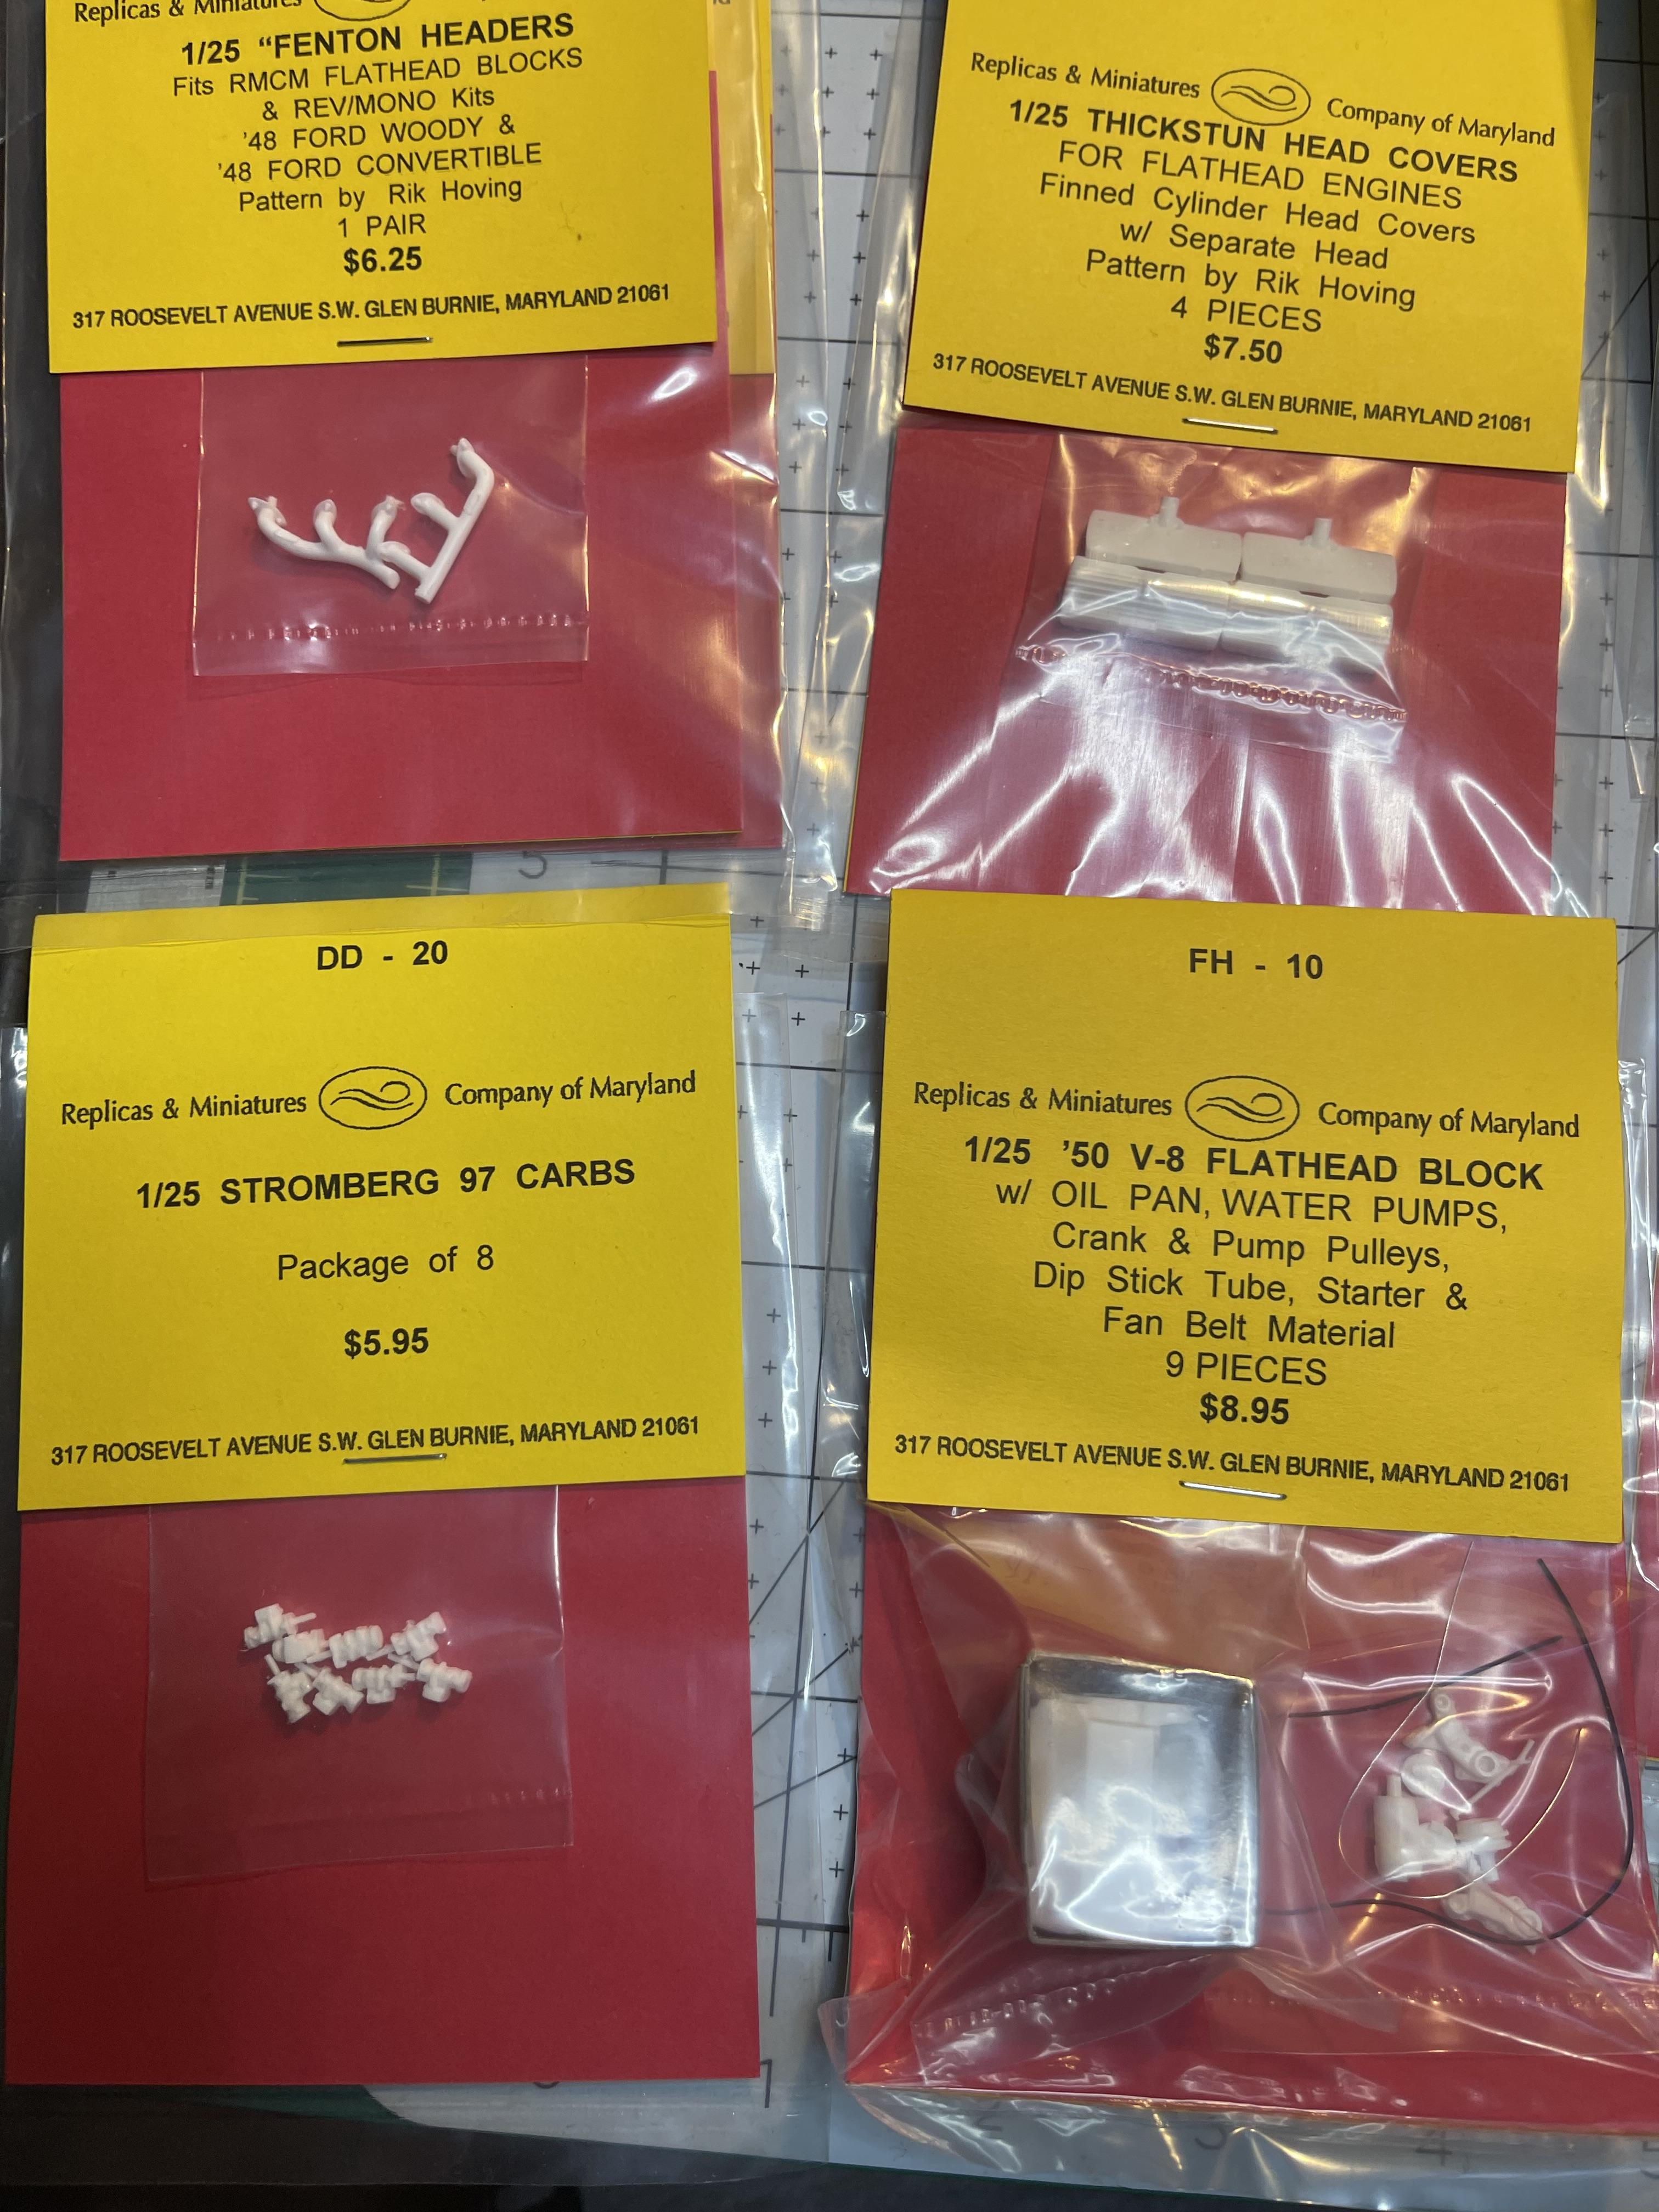 Replicas & Miniatures
1/25 “FENTON HEADERS
Fits RMCM FLATHEAD BLOCKS
& REV/MONO Kits
'48 FORD WOODY &
'48 FORD CONVERTIBLE
Pattern by Rik Hoving
1 PAIR
$6.25
317 ROOSEVELT AVENUE S.W. GLEN BURNIE, MARYLAND 21061
Replicas & Miniatures Company of Maryland
1/25 THICKSTUN HEAD COVERS
FOR FLATHEAD ENGINES
Finned Cylinder Head Covers
w/ Separate Head
Pattern by Rik Hoving
4 PIECES
$7.50
317 ROOSEVELT AVENUE S.W. GLEN BURNIE, MARYLAND 21061
DD - 20
Replicas & Miniatures Company of Maryland
1/25 STROMBERG 97 CARBS
Package of 8
$5.95
317 ROOSEVELT AVENUE S.W. GLEN BURNIE, MARYLAND 21061
FH - 10
Replicas & Miniatures Company of Maryland
1/25 '50 V-8 FLATHEAD BLOCK
w/ OIL PAN, WATER PUMPS,
Crank & Pump Pulleys,
Dip Stick Tube, Starter &
Fan Belt Material
9 PIECES
$8.95
317 ROOSEVELT AVENUE S.W. GLEN BURNIE, MARYLAND 21061